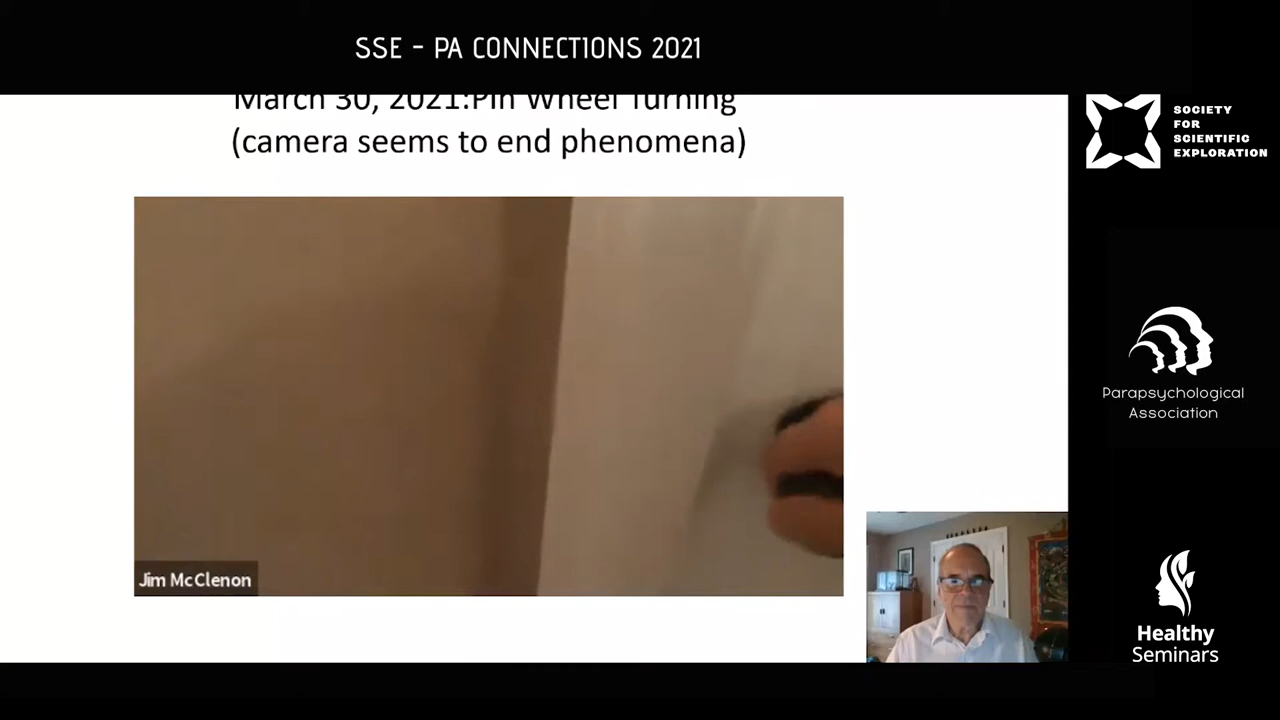 SSE - PA CONNECTIONS 2021
March 30, 2021:Pin Wheel Turning
(camera seems to end phenomena)
SOCIETY
FOR
SCIENTIFIC
EXPLORATION
Parapsychological
Association
Jim McClenon
Healthy
Seminars